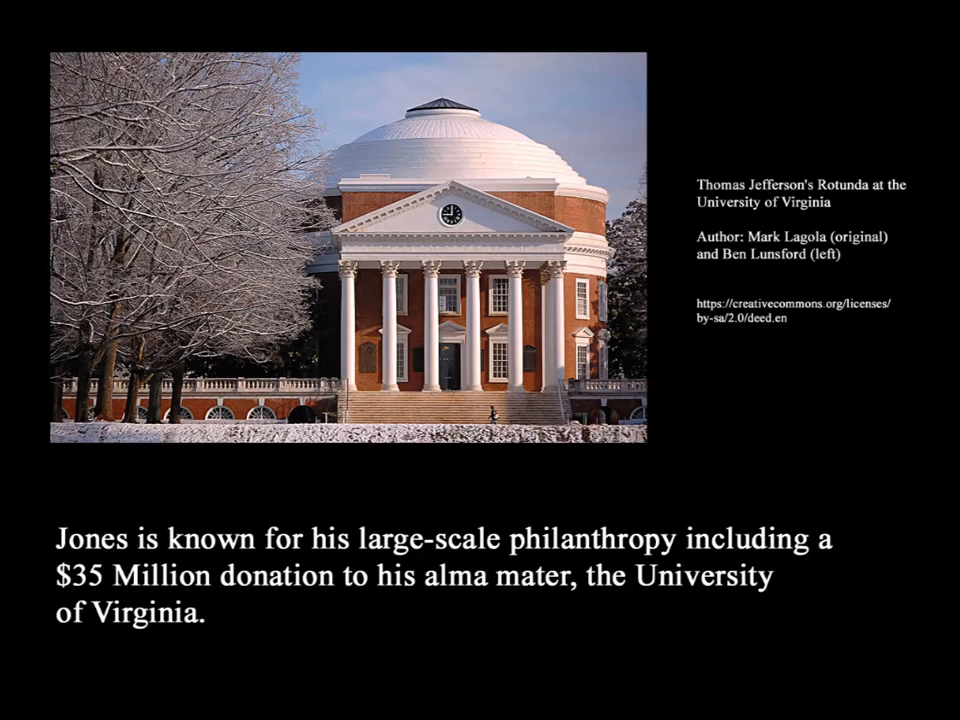 Thomas Jefferson's Rotunda at the
University of Virginia
Author: Mark Lagola (original)
and Ben Lunsford (left)
https://creativecommons.org/licenses/
by-sa/2.0/deed.en
Jones is known for his large-scale philanthropy including a
$35 Million donation to his alma mater, the University
of Virginia.